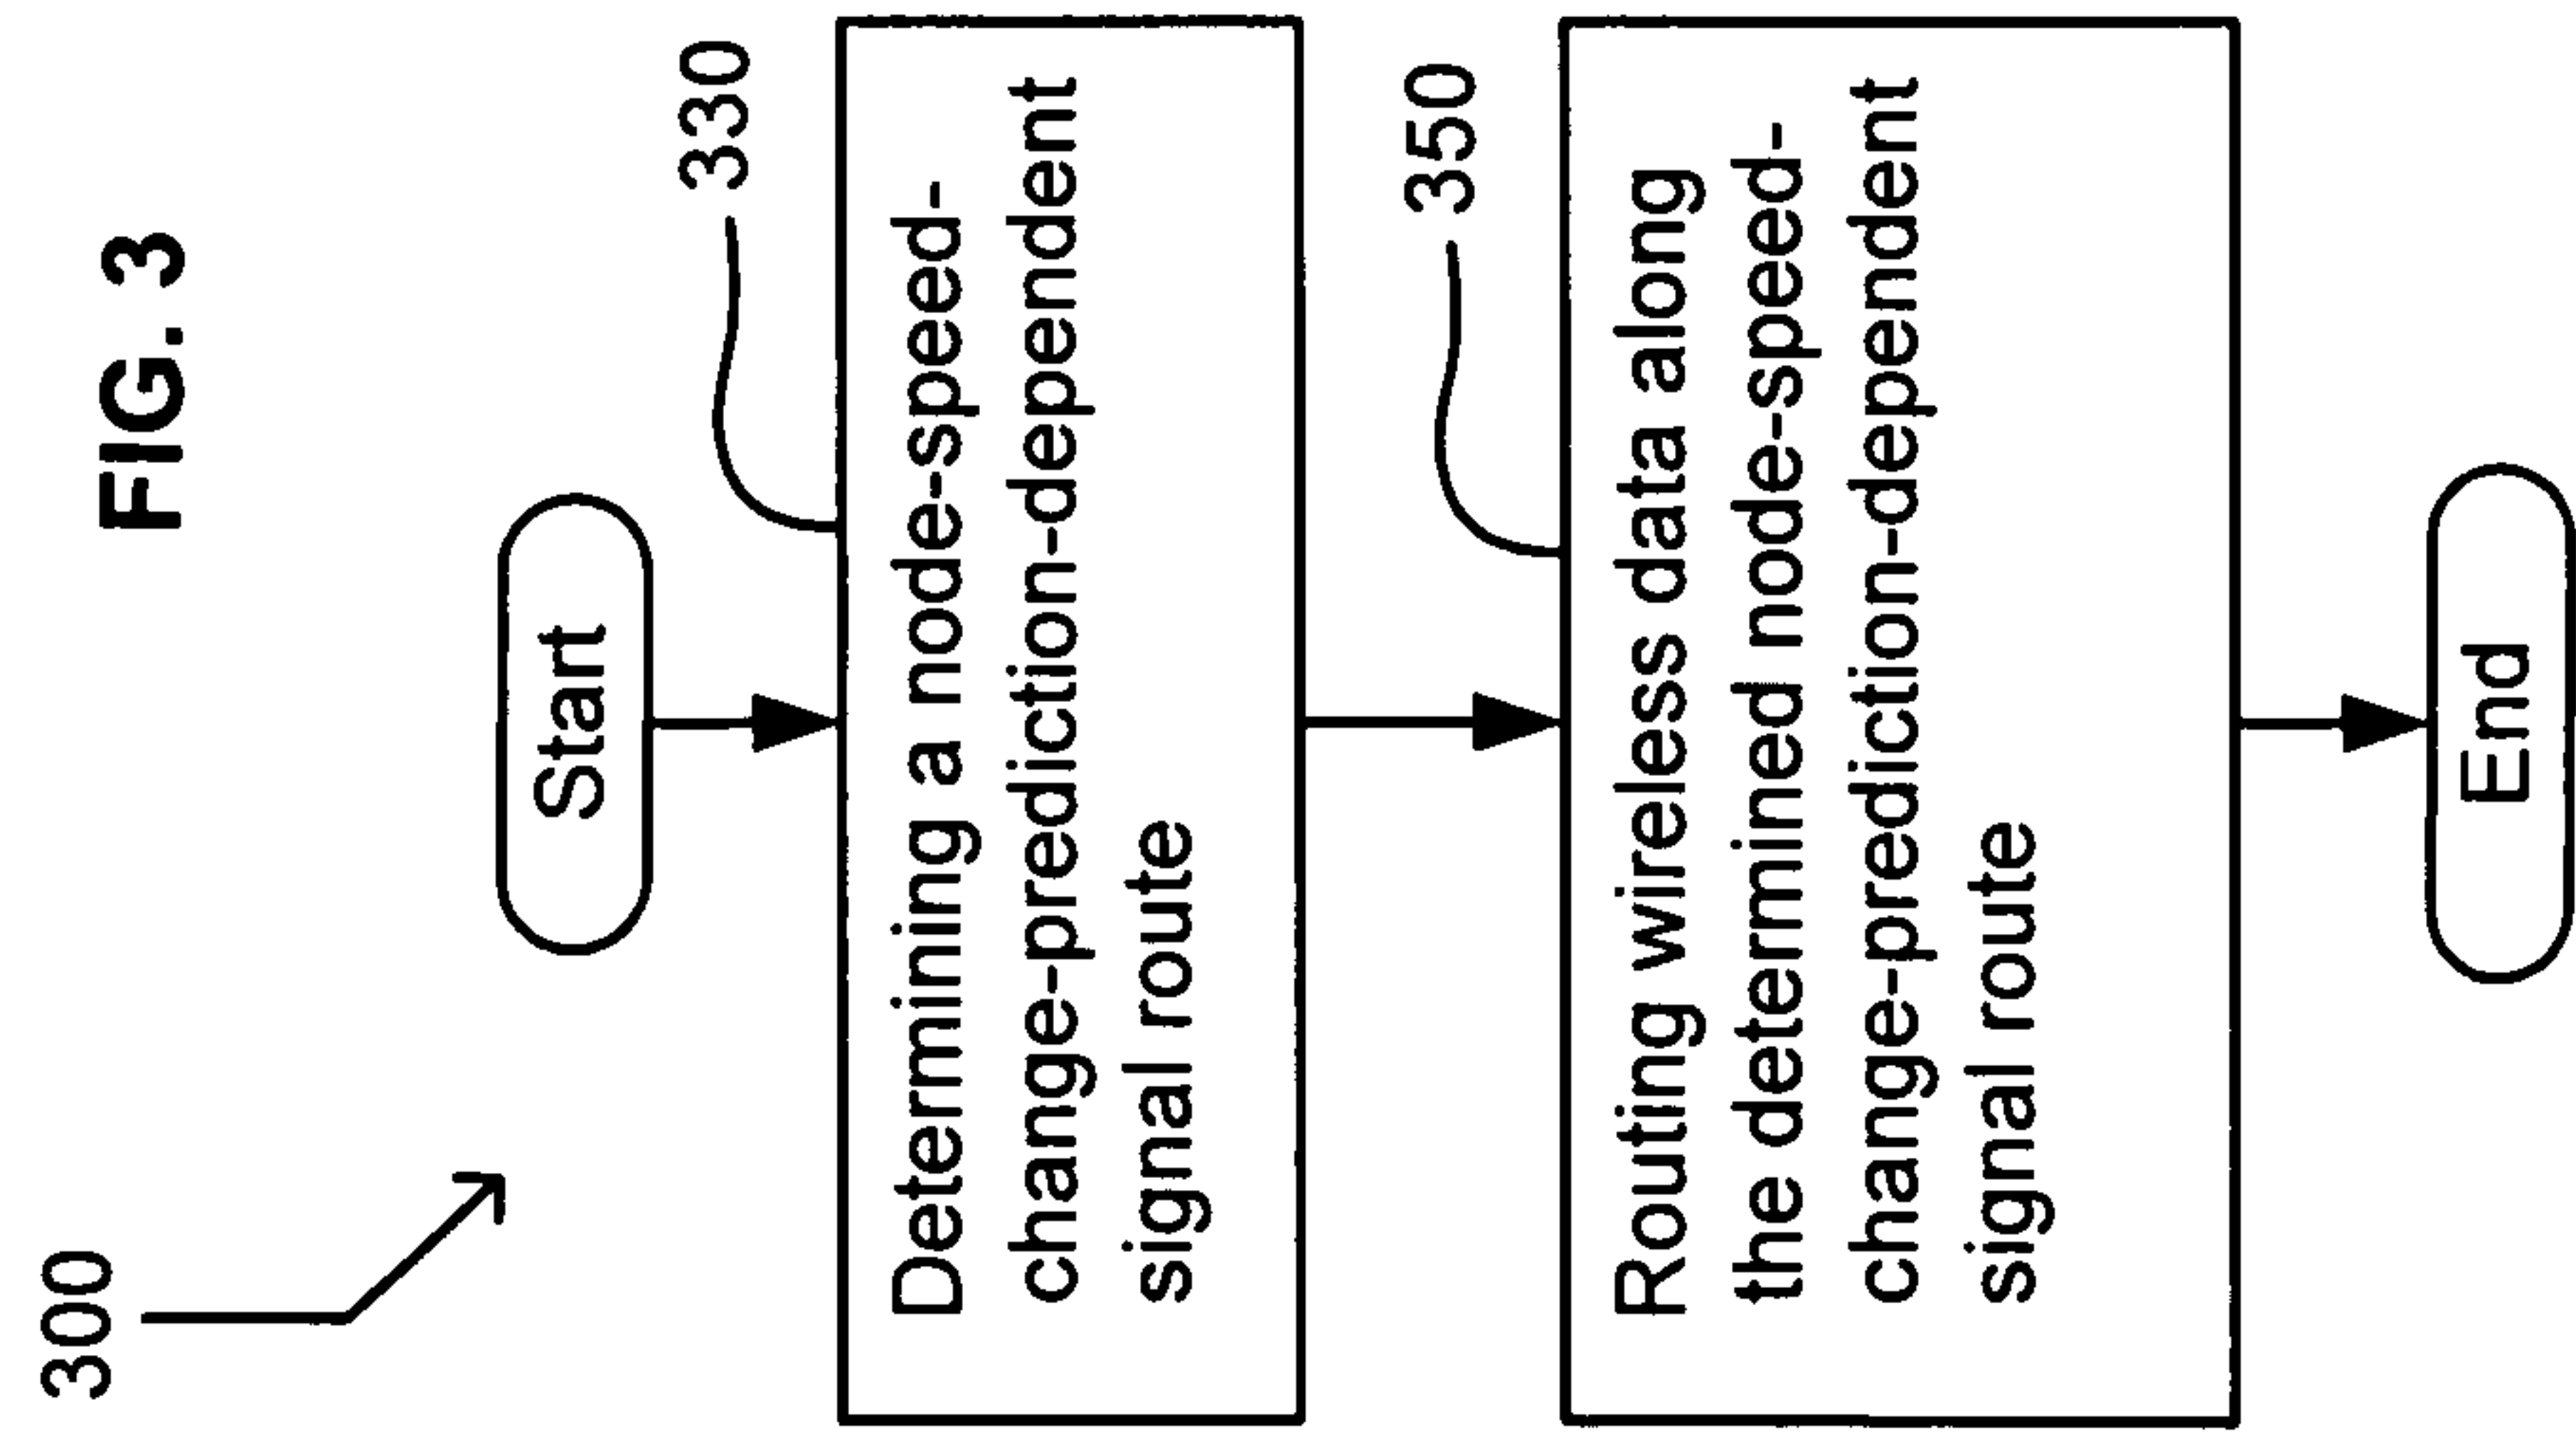 FIG. 3
300
Start
330
Determining a node-speed-
change-prediction-dependent
signal route
350
Routing wireless data along
the determined node-speed-
change-prediction-dependent
signal route
End